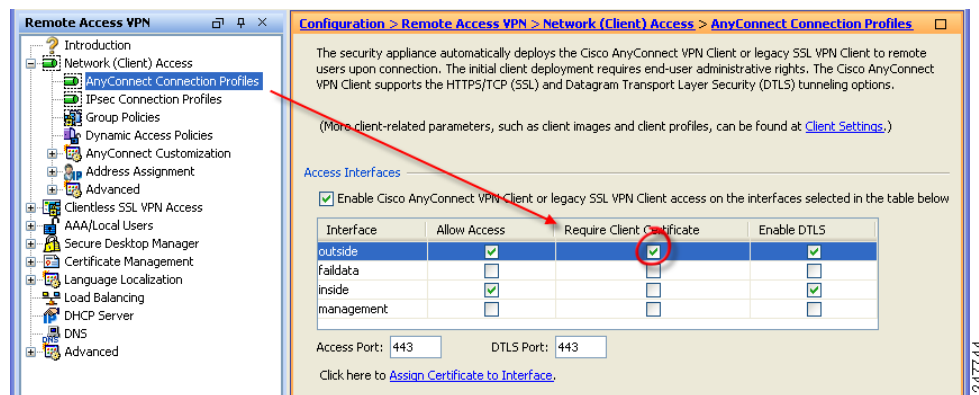 Remote Access VPN
Introduction
Network (Client) Access
AnyConnect Connection Profiles
IPsec Connection Profiles
Group Policies
Dynamic Access Policies
AnyConnect Customization
Address Assignment
Advanced
Clientless SSL VPN Access
AAA/Local Users
Secure Desktop Manager
Certificate Management
Language Localization
Load Balancing
DHCP Server
DNS
Advanced
Configuration > Remote Access VPN > Network (Client) Access > AnyConnect Connection Profiles
The security appliance automatically deploys the Cisco AnyConnect VPN Client or legacy SSL VPN Client to remote
users upon connection. The initial client deployment requires end-user administrative rights. The Cisco AnyConnect
VPN Client supports the HTTPS/TCP (SSL) and Datagram Transport Layer Security (DTLS) tunneling options.
(More client-related parameters, such as client images and client profiles, can be found at Client Settings.)
Access Interfaces
Enable Cisco AnyConnect VPN Client or legacy SSL VPN Client access on the interfaces selected in the table below
Interface Allow Access Require Client Certificate Enable DTLS
outside
faildata
inside
management
Access Port: 443 DTLS Port: 443
Click here to Assign Certificate to Interface.
347744